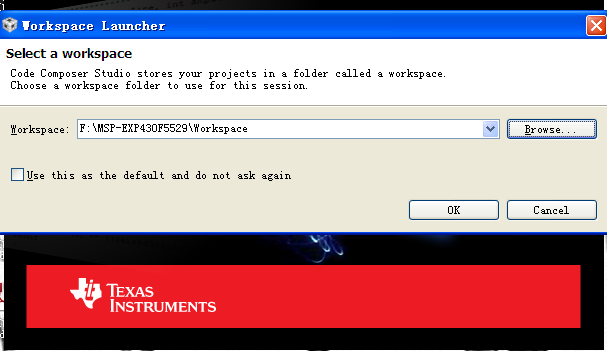 Workspace Launcher
Select a workspace
Code Composer Studio stores your projects in a folder called a workspace.
Choose a workspace folder to use for this session.
Workspace: F:\MSP-EXP430F5529\Workspace Browse...
Use this as the default and do not ask again
OK Cancel
TEXAS
INSTRUMENTS